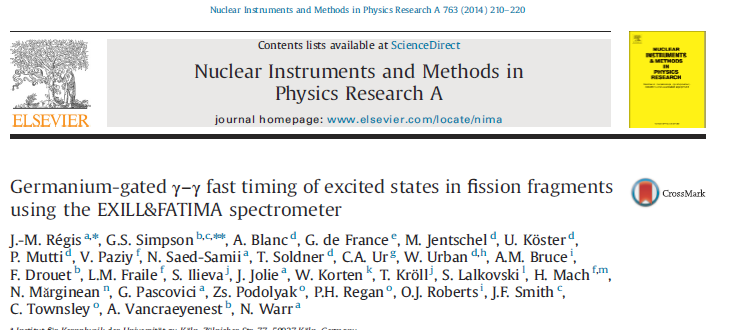 Nuclear Instruments and Methods in Physics Research A 763 (2014) 210–220
Contents lists available at ScienceDirect
Nuclear Instruments and Methods in
Physics Research A
journal homepage: www.elsevier.com/locate/nima
ELSEVIER
NUCLEAR
INSTRUMENTS
& METHODS
IN
PHYSICS
RESEARCH
Germanium-gated γ–γ fast timing of excited states in fission fragments
using the EXILL&FATIMA spectrometer
CrossMark
J.-M. Régis a,*, G.S. Simpson b,c,**, A. Blanc d, G. de France e, M. Jentschel d, U. Köster d,
P. Mutti d, V. Paziy f, N. Saed-Samii a, T. Soldner d, C.A. Ur g, W. Urban d,h, A.M. Bruce i,
F. Drouet b, L.M. Fraile f, S. Ilieva j, J. Jolie a, W. Korten k, T. Kröll j, S. Lalkovski l, H. Mach f,m,
N. Mărginean n, G. Pascovici a, Zs. Podolyak o, P.H. Regan o, O.J. Roberts i, J.F. Smith c,
C. Townsley o, A. Vancraeyenest b, N. Warr a